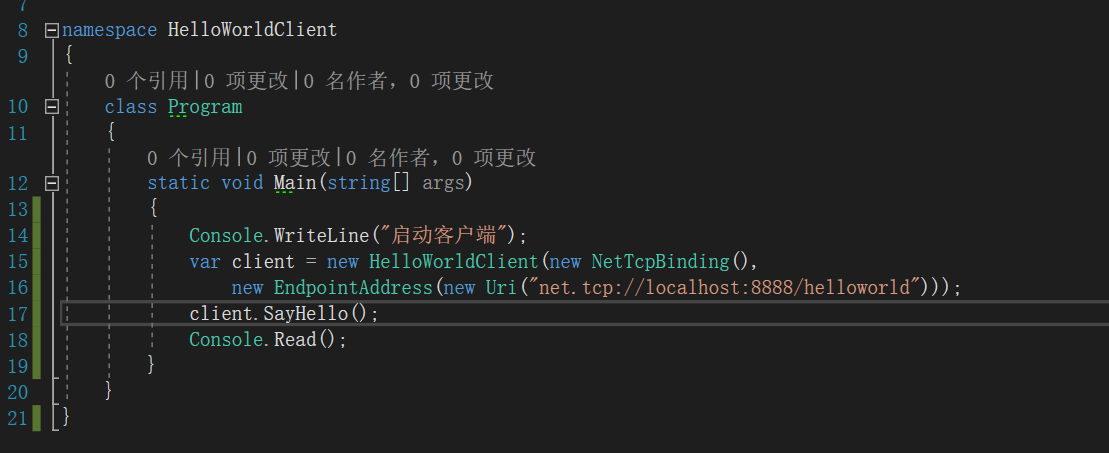 7
8 namespace HelloWorldClient
9 {
0 个引用|0 项更改|0 名作者, 0 项更改
10 class Program
11 {
0 个引用|0 项更改|0 名作者, 0 项更改
12 static void Main(string[] args)
13 {
14 Console.WriteLine("启动客户端");
15 var client = new HelloWorldClient(new NetTcpBinding(),
16 new EndpointAddress(new Uri("net.tcp://localhost:8888/helloworld")));
17 client.SayHello();
18 Console.Read();
19 }
20 }
21 }